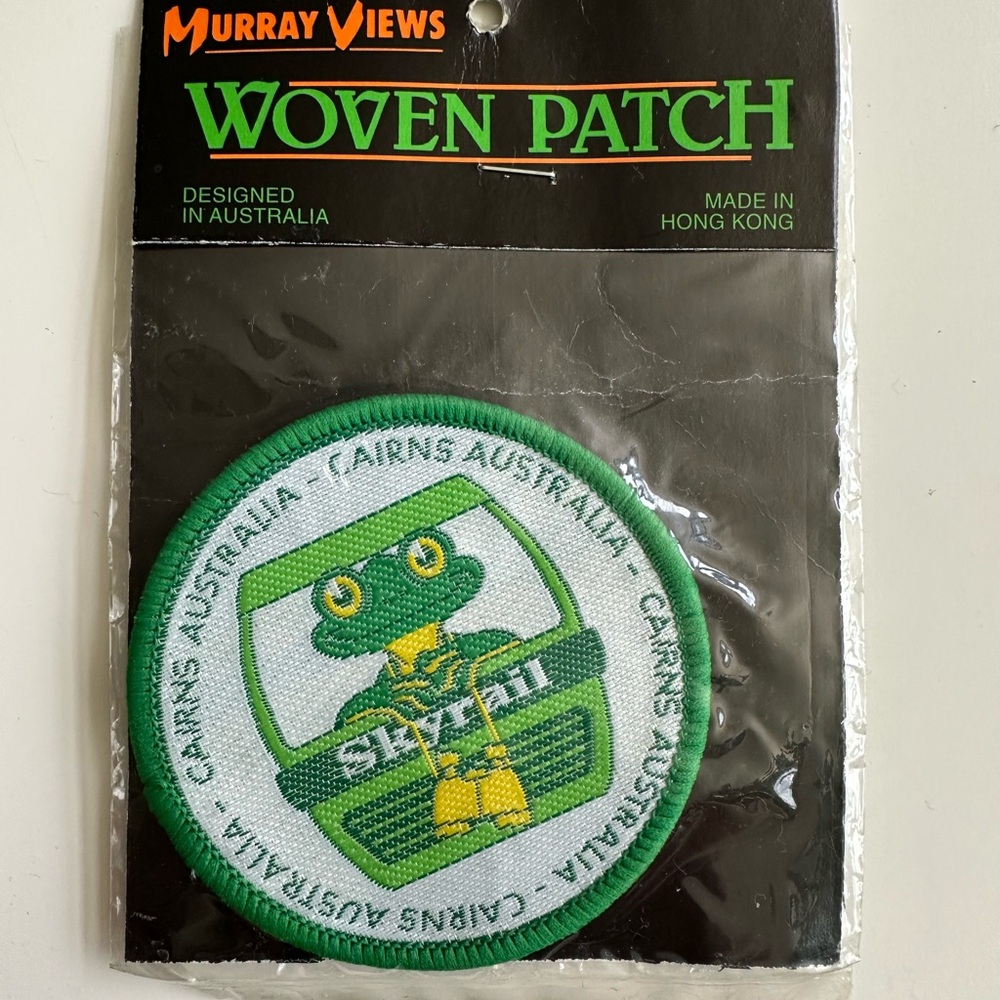 MURRAY VIEWS
WOVEN PATCH
DESIGNED
IN AUSTRALIA
MADE IN
HONG KONG
CAIRNS AUSTRALIA - CAIRNS AUSTRALIA - CAIRNS AUSTRALIA - CAIRNS AUSTRALIA -
Skyrail